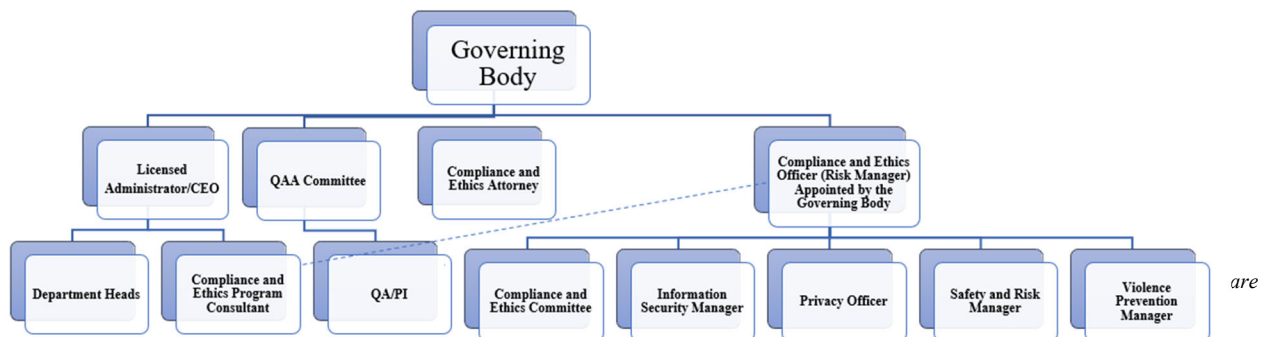 Governing
Body
Licensed
Administrator/CEO
QAA Committee
Compliance and
Ethics Attorney
Compliance and Ethics
Officer (Risk Manager)
Appointed by the
Governing Body
Department Heads
Compliance and
Ethics Program
Consultant
QA/PI
Compliance and
Ethics Committee
Information
Security Manager
Privacy Officer
Safety and Risk
Manager
Violence
Prevention
Manager